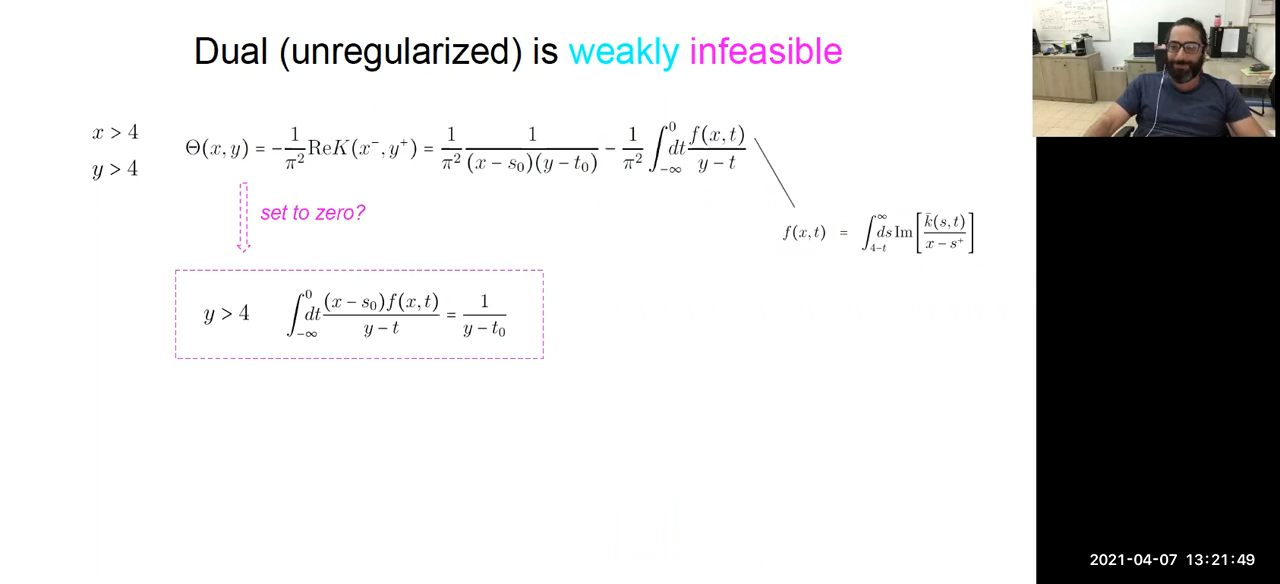 Dual (unregularized) is weakly infeasible
x > 4
y > 4
Θ(x, y) = −1/π² ReK(x⁻, y⁺) = 1/π² 1/((x − s₀)(y − t₀)) − 1/π² ∫_{−∞}^{0} dt f(x, t)/(y − t)
set to zero?
f(x, t) = ∫_{4−t}^{∞} ds Im[k̄(s, t)/(x − s⁺)]
y > 4 ∫_{−∞}^{0} dt (x − s₀)f(x, t)/(y − t) = 1/(y − t₀)
2021-04-07 13:21:49